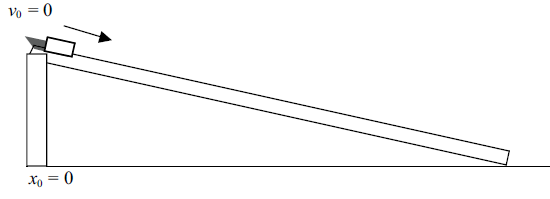 v₀ = 0
x₀ = 0